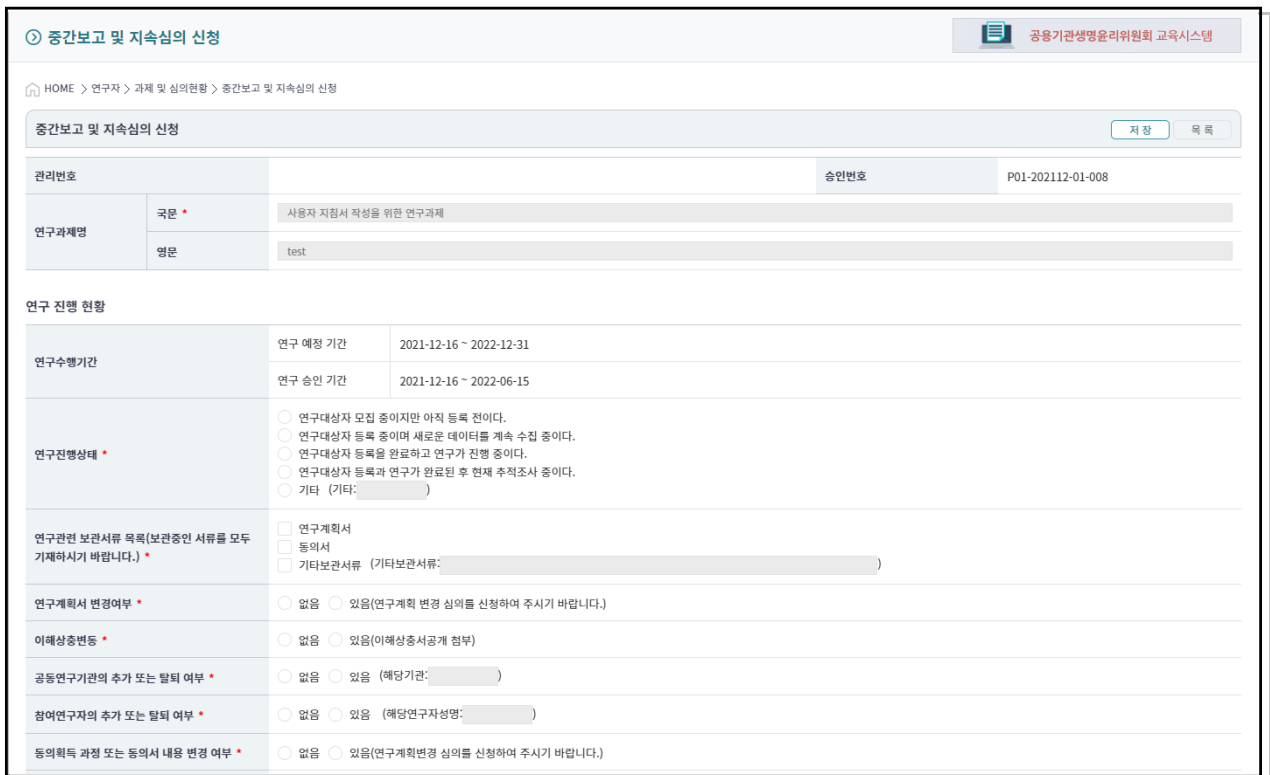 중간보고 및 지속심의 신청
공용기관생명윤리위원회 교육시스템
HOME > 연구자 > 과제 및 심의현황 > 중간보고 및 지속심의 신청
중간보고 및 지속심의 신청
저장 목록
관리번호
승인번호 P01-202112-01-008
연구과제명
국문 * 사용자 지침서 작성을 위한 연구과제
영문 test
연구 진행 현황
연구수행기간
연구 예정 기간 2021-12-16 ~ 2022-12-31
연구 승인 기간 2021-12-16 ~ 2022-06-15
연구진행상태 *
연구대상자 모집 중이지만 아직 등록 전이다.
연구대상자 등록 중이며 새로운 데이터를 계속 수집 중이다.
연구대상자 등록을 완료하고 연구가 진행 중이다.
연구대상자 등록과 연구가 완료된 후 현재 추적조사 중이다.
기타 (기타: )
연구관련 보관서류 목록(보관중인 서류를 모두
기재하시기 바랍니다.) *
연구계획서
동의서
기타보관서류 (기타보관서류: )
연구계획서 변경여부 * 없음 있음(연구계획 변경 심의를 신청하여 주시기 바랍니다.)
이해상충변동 * 없음 있음(이해상충서공개 첨부)
공동연구기관의 추가 또는 탈퇴 여부 * 없음 있음 (해당기관: )
참여연구자의 추가 또는 탈퇴 여부 * 없음 있음 (해당연구자성명: )
동의획득 과정 또는 동의서 내용 변경 여부 * 없음 있음(연구계획변경 심의를 신청하여 주시기 바랍니다.)